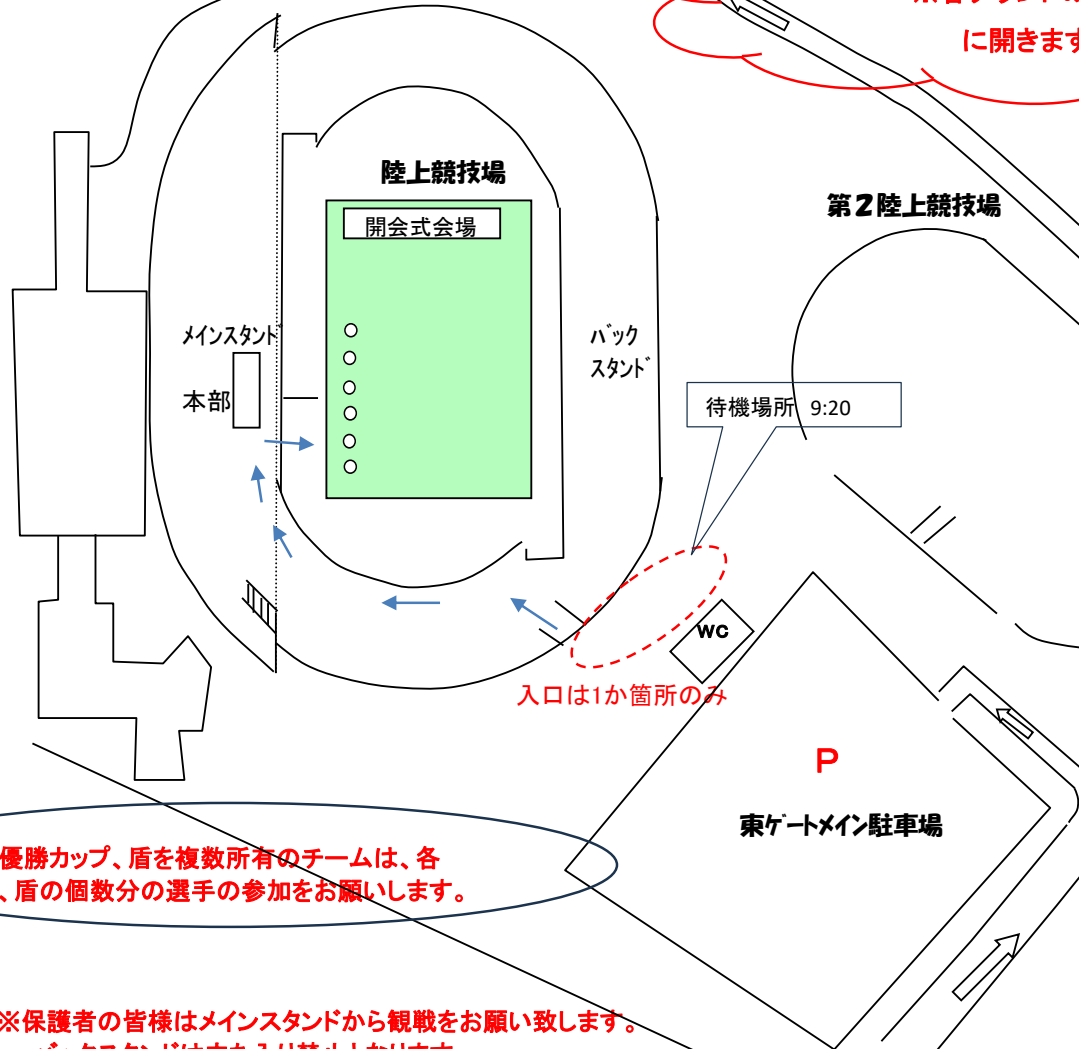 に開きます
陸上競技場
第2陸上競技場
開会式会場
メインスタンド
バック
スタンド
本部
待機場所 9:20
WC
入口は1か箇所のみ
P
東ゲートメイン駐車場
優勝カップ、盾を複数所有のチームは、各
、盾の個数分の選手の参加をお願いします。
※保護者の皆様はメインスタンドから観戦をお願い致します。